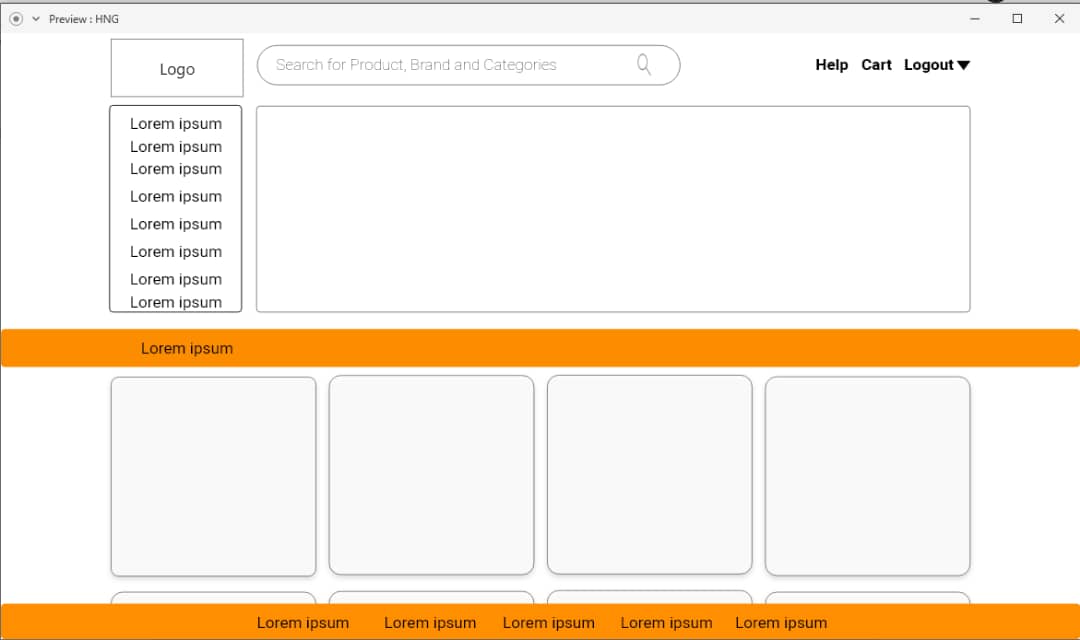 Preview : HNG
Logo
Search for Product, Brand and Categories
Help Cart Logout
Lorem ipsum
Lorem ipsum
Lorem ipsum
Lorem ipsum
Lorem ipsum
Lorem ipsum
Lorem ipsum
Lorem ipsum
Lorem ipsum
Lorem ipsum Lorem ipsum Lorem ipsum Lorem ipsum Lorem ipsum